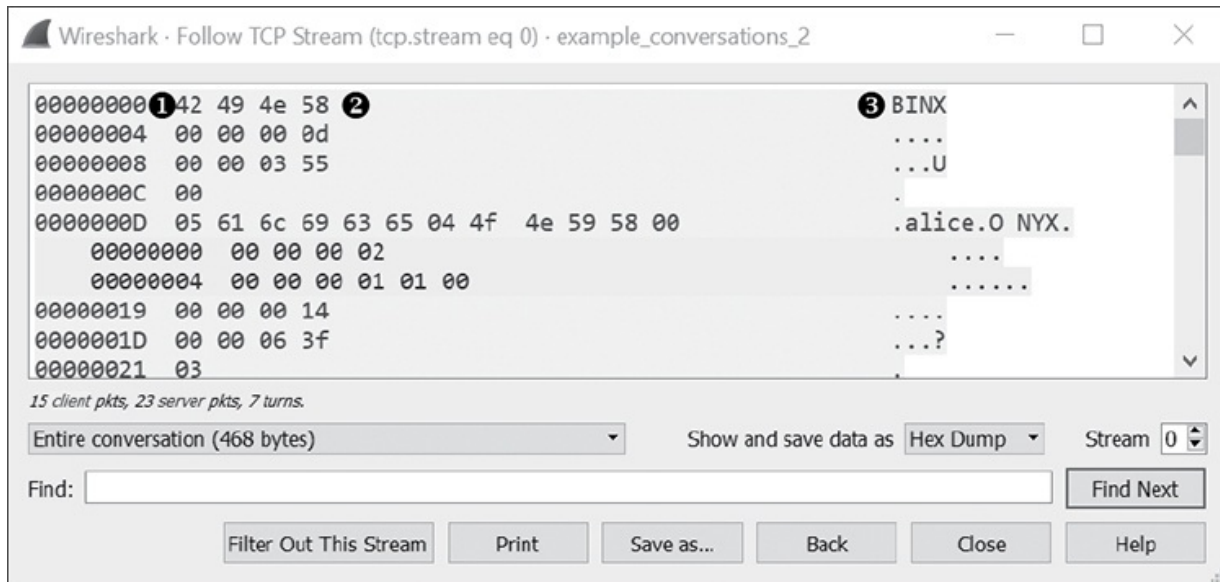 Wireshark · Follow TCP Stream (tcp.stream eq 0) · example_conversations_2
00000000 ❶ 42 49 4e 58 ❷ ❸ BINX
00000004 00 00 00 0d ....
00000008 00 00 03 55 ...U
0000000C 00 .
0000000D 05 61 6c 69 63 65 04 4f 4e 59 58 00 .alice.O NYX.
00000000 00 00 00 02 ....
00000004 00 00 00 01 01 00 ......
00000019 00 00 00 14 ....
0000001D 00 00 06 3f ...?
00000021 03 .
15 client pkts, 23 server pkts, 7 turns.
Entire conversation (468 bytes) Show and save data as Hex Dump Stream 0
Find: Find Next
Filter Out This Stream Print Save as... Back Close Help